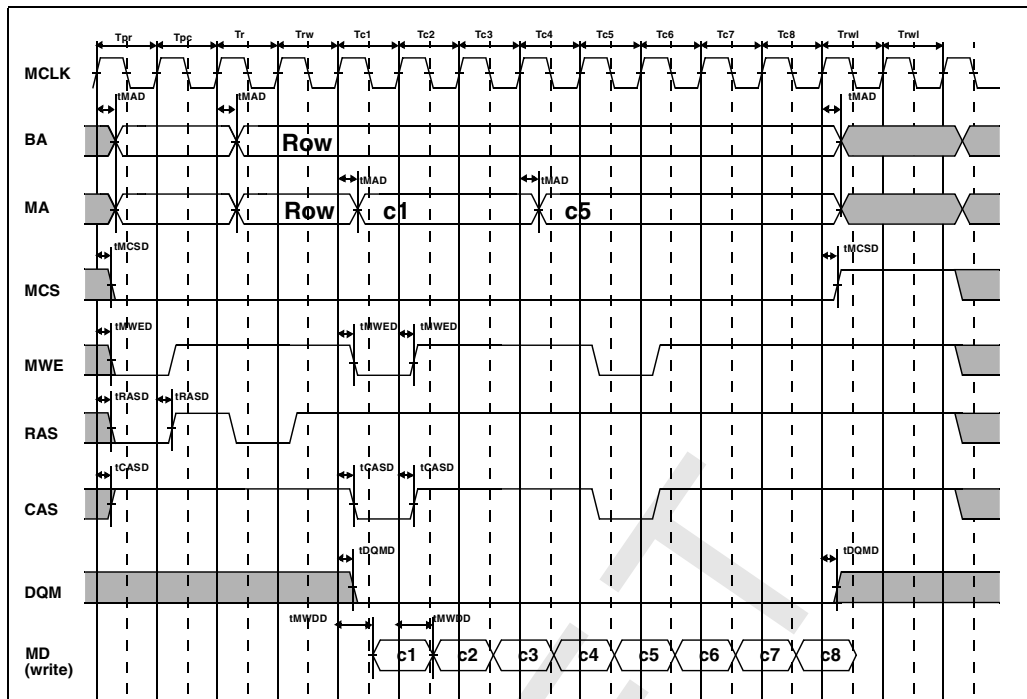 Tpr Tpc Tr Trw Tc1 Tc2 Tc3 Tc4 Tc5 Tc6 Tc7 Tc8 Trwl Trwl
MCLK
tMAD tMAD tMAD
BA Row
tMAD tMAD
MA Row c1 c5
tMCSD tMCSD
MCS
tMWED tMWED tMWED
MWE
tRASD tRASD
RAS
tCASD tCASD tCASD
CAS
tDQMD tDQMD
DQM
tMWDD tMWDD
MD c1 c2 c3 c4 c5 c6 c7 c8
(write)